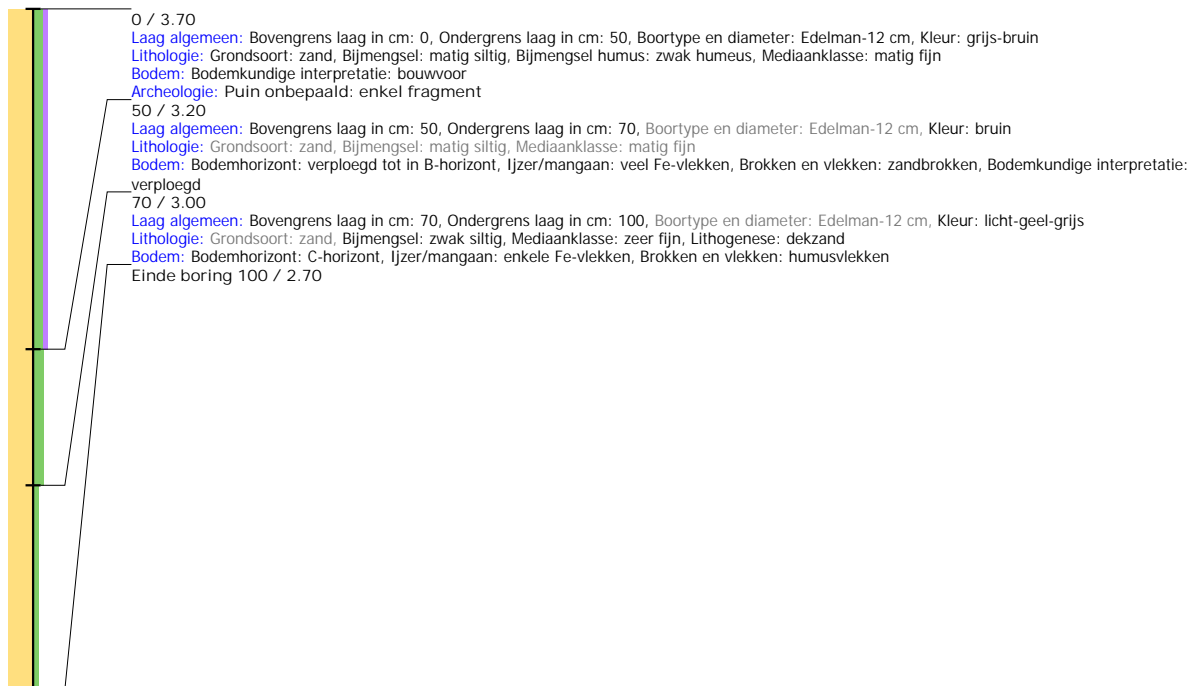 0 / 3.70
Laag algemeen: Bovengrens laag in cm: 0, Ondergrens laag in cm: 50, Boortype en diameter: Edelman-12 cm, Kleur: grijs-bruin
Lithologie: Grondsoort: zand, Bijmengsel: matig siltig, Bijmengsel humus: zwak humeus, Mediaanklasse: matig fijn
Bodem: Bodemkundige interpretatie: bouwvoor
Archeologie: Puin onbepaald: enkel fragment
50 / 3.20
Laag algemeen: Bovengrens laag in cm: 50, Ondergrens laag in cm: 70, Boortype en diameter: Edelman-12 cm, Kleur: bruin
Lithologie: Grondsoort: zand, Bijmengsel: matig siltig, Mediaanklasse: matig fijn
Bodem: Bodemhorizont: verploegd tot in B-horizont, Ijzer/mangaan: veel Fe-vlekken, Brokken en vlekken: zandbrokken, Bodemkundige interpretatie:
verploegd
70 / 3.00
Laag algemeen: Bovengrens laag in cm: 70, Ondergrens laag in cm: 100, Boortype en diameter: Edelman-12 cm, Kleur: licht-geel-grijs
Lithologie: Grondsoort: zand, Bijmengsel: zwak siltig, Mediaanklasse: zeer fijn, Lithogenese: dekzand
Bodem: Bodemhorizont: C-horizont, Ijzer/mangaan: enkele Fe-vlekken, Brokken en vlekken: humusvlekken
Einde boring 100 / 2.70